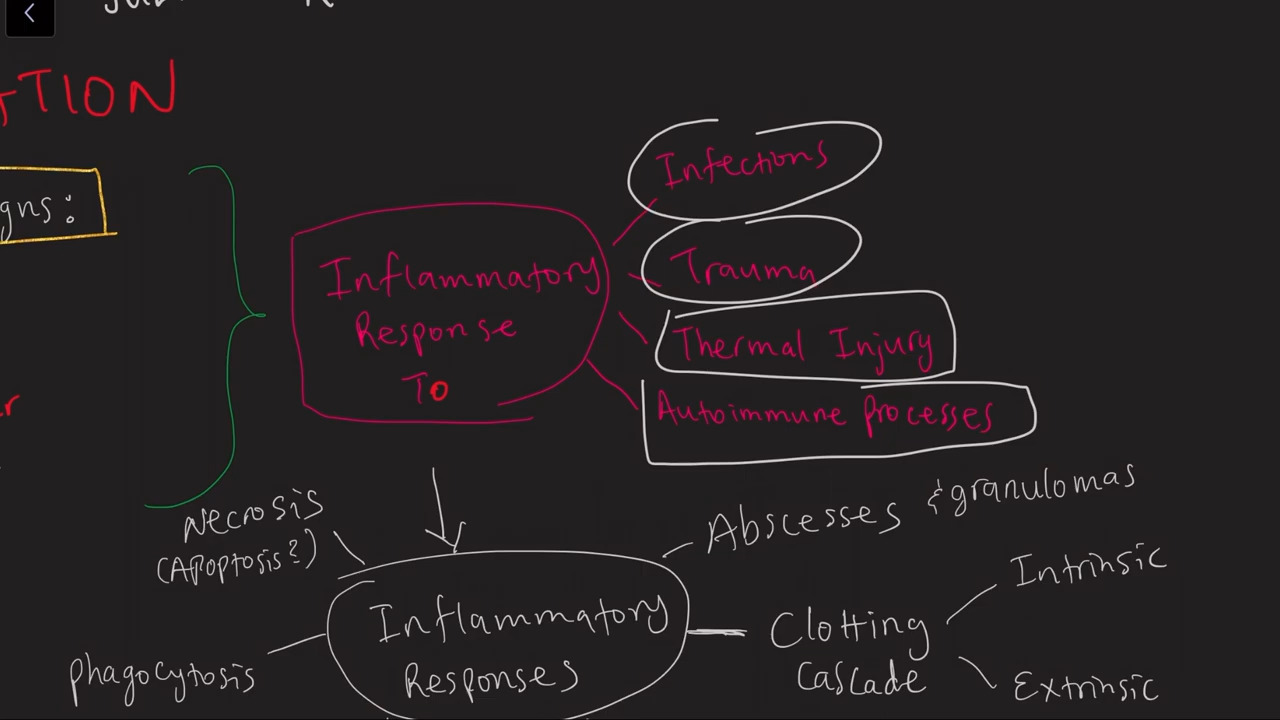 TION
gns:
Infections
Trauma
Thermal Injury
Autoimmune Processes
Inflammatory
Response
To
r
Necrosis
(Apoptosis?)
Abscesses & granulomas
Inflammatory
Responses
Phagocytosis
Clotting
Cascade
Intrinsic
Extrinsic